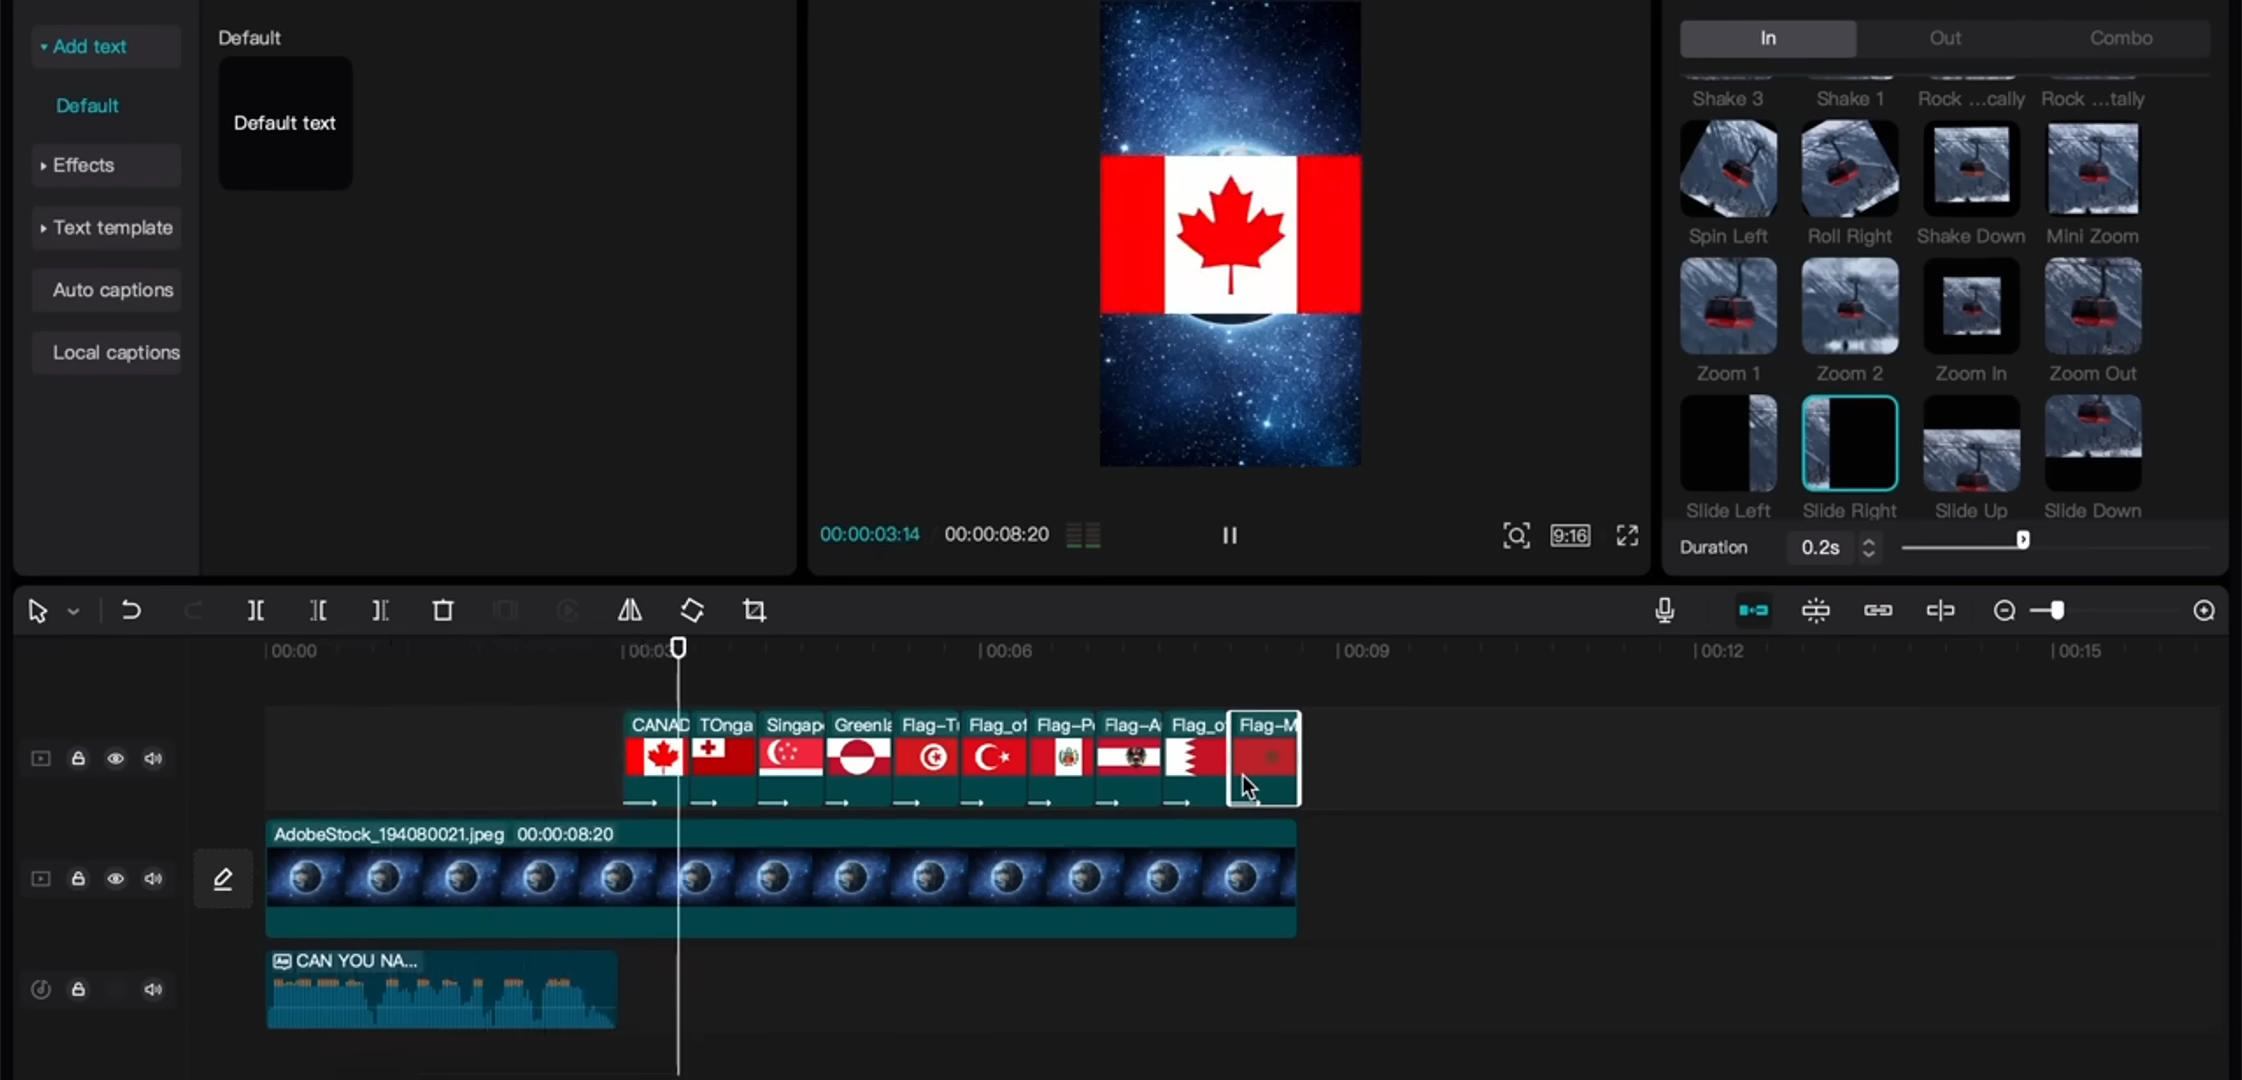 Add text
Default
Effects
Text template
Auto captions
Local captions
Default
Default text
00:00:03:14
00:00:08:20
9:16
In
Out
Combo
Shake 3
Shake 1
Rock ...cally
Rock ...tally
Spin Left
Roll Right
Shake Down
Mini Zoom
Zoom 1
Zoom 2
Zoom In
Zoom Out
Slide Left
Slide Right
Slide Up
Slide Down
Duration
0.2s
00:00
00:03
00:06
00:09
00:12
00:15
CANAD
TOnga
Singap
Greenla
Flag-T
Flag_of
Flag-P
Flag-A
Flag_o
Flag-M
AdobeStock_194080021.jpeg 00:00:08:20
CAN YOU NA...